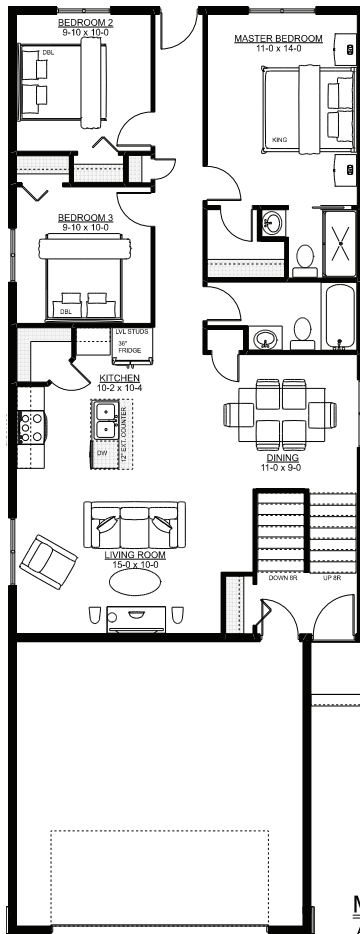 BEDROOM 2
9-10 x 10-0
DBL
MASTER BEDROOM
11-0 x 14-0
KING
BEDROOM 3
9-10 x 10-0
DBL
LVL STUDS
36"
FRIDGE
KITCHEN
10-2 x 10-4
DW
12" EXT. COUNTER
DINING
11-0 x 9-0
LIVING ROOM
15-0 x 10-0
DOWN 8R
UP 8R
M